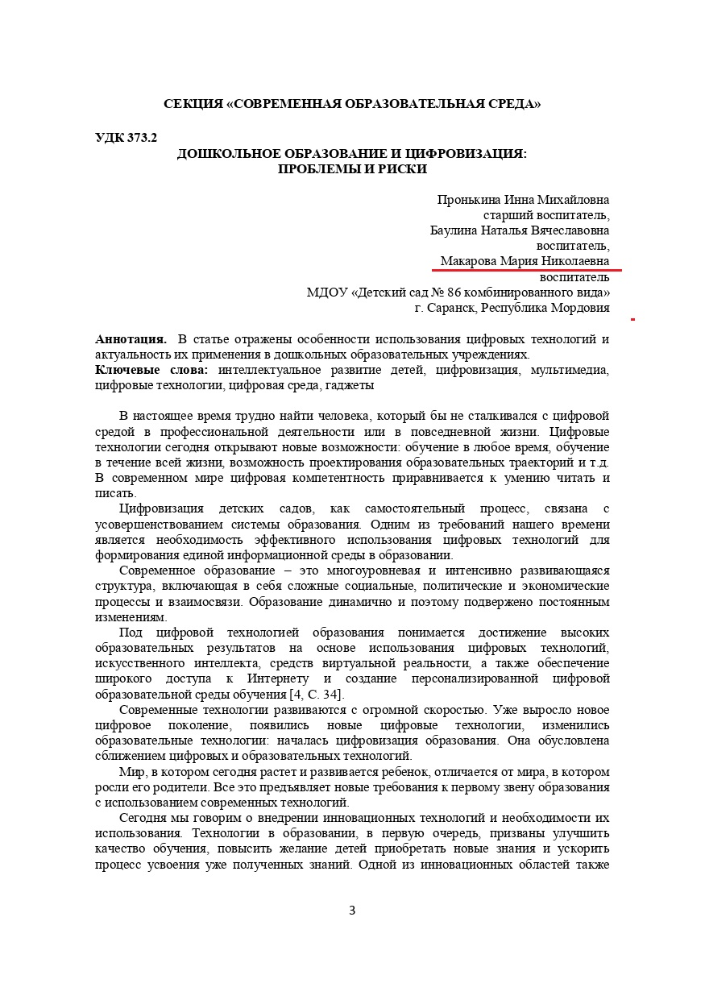 СЕКЦИЯ «СОВРЕМЕННАЯ ОБРАЗОВАТЕЛЬНАЯ СРЕДА»
УДК 373.2
ДОШКОЛЬНОЕ ОБРАЗОВАНИЕ И ЦИФРОВИЗАЦИЯ:
ПРОБЛЕМЫ И РИСКИ
Пронькина Инна Михайловна
старший воспитатель,
Баулина Наталья Вячеславовна
воспитатель,
Макарова Мария Николаевна
воспитатель
МДОУ «Детский сад № 86 комбинированного вида»
г. Саранск, Республика Мордовия
Аннотация. В статье отражены особенности использования цифровых технологий и
актуальность их применения в дошкольных образовательных учреждениях.
Ключевые слова: интеллектуальное развитие детей, цифровизация, мультимедиа,
цифровые технологии, цифровая среда, гаджеты
В настоящее время трудно найти человека, который бы не сталкивался с цифровой
средой в профессиональной деятельности или в повседневной жизни. Цифровые
технологии сегодня открывают новые возможности: обучение в любое время, обучение
в течение всей жизни, возможность проектирования образовательных траекторий и т.д.
В современном мире цифровая компетентность приравнивается к умению читать и
писать.
Цифровизация детских садов, как самостоятельный процесс, связана с
усовершенствованием системы образования. Одним из требований нашего времени
является необходимость эффективного использования цифровых технологий для
формирования единой информационной среды в образовании.
Современное образование – это многоуровневая и интенсивно развивающаяся
структура, включающая в себя сложные социальные, политические и экономические
процессы и взаимосвязи. Образование динамично и поэтому подвержено постоянным
изменениям.
Под цифровой технологией образования понимается достижение высоких
образовательных результатов на основе использования цифровых технологий,
искусственного интеллекта, средств виртуальной реальности, а также обеспечение
широкого доступа к Интернету и создание персонализированной цифровой
образовательной среды обучения [4, С. 34].
Современные технологии развиваются с огромной скоростью. Уже выросло новое
цифровое поколение, появились новые цифровые технологии, изменились
образовательные технологии: началась цифровизация образования. Она обусловлена
сближением цифровых и образовательных технологий.
Мир, в котором сегодня растет и развивается ребенок, отличается от мира, в котором
росли его родители. Все это предъявляет новые требования к первому звену образования
с использованием современных технологий.
Сегодня мы говорим о внедрении инновационных технологий и необходимости их
использования. Технологии в образовании, в первую очередь, призваны улучшить
качество обучения, повысить желание детей приобретать новые знания и ускорить
процесс усвоения уже полученных знаний. Одной из инновационных областей также
3